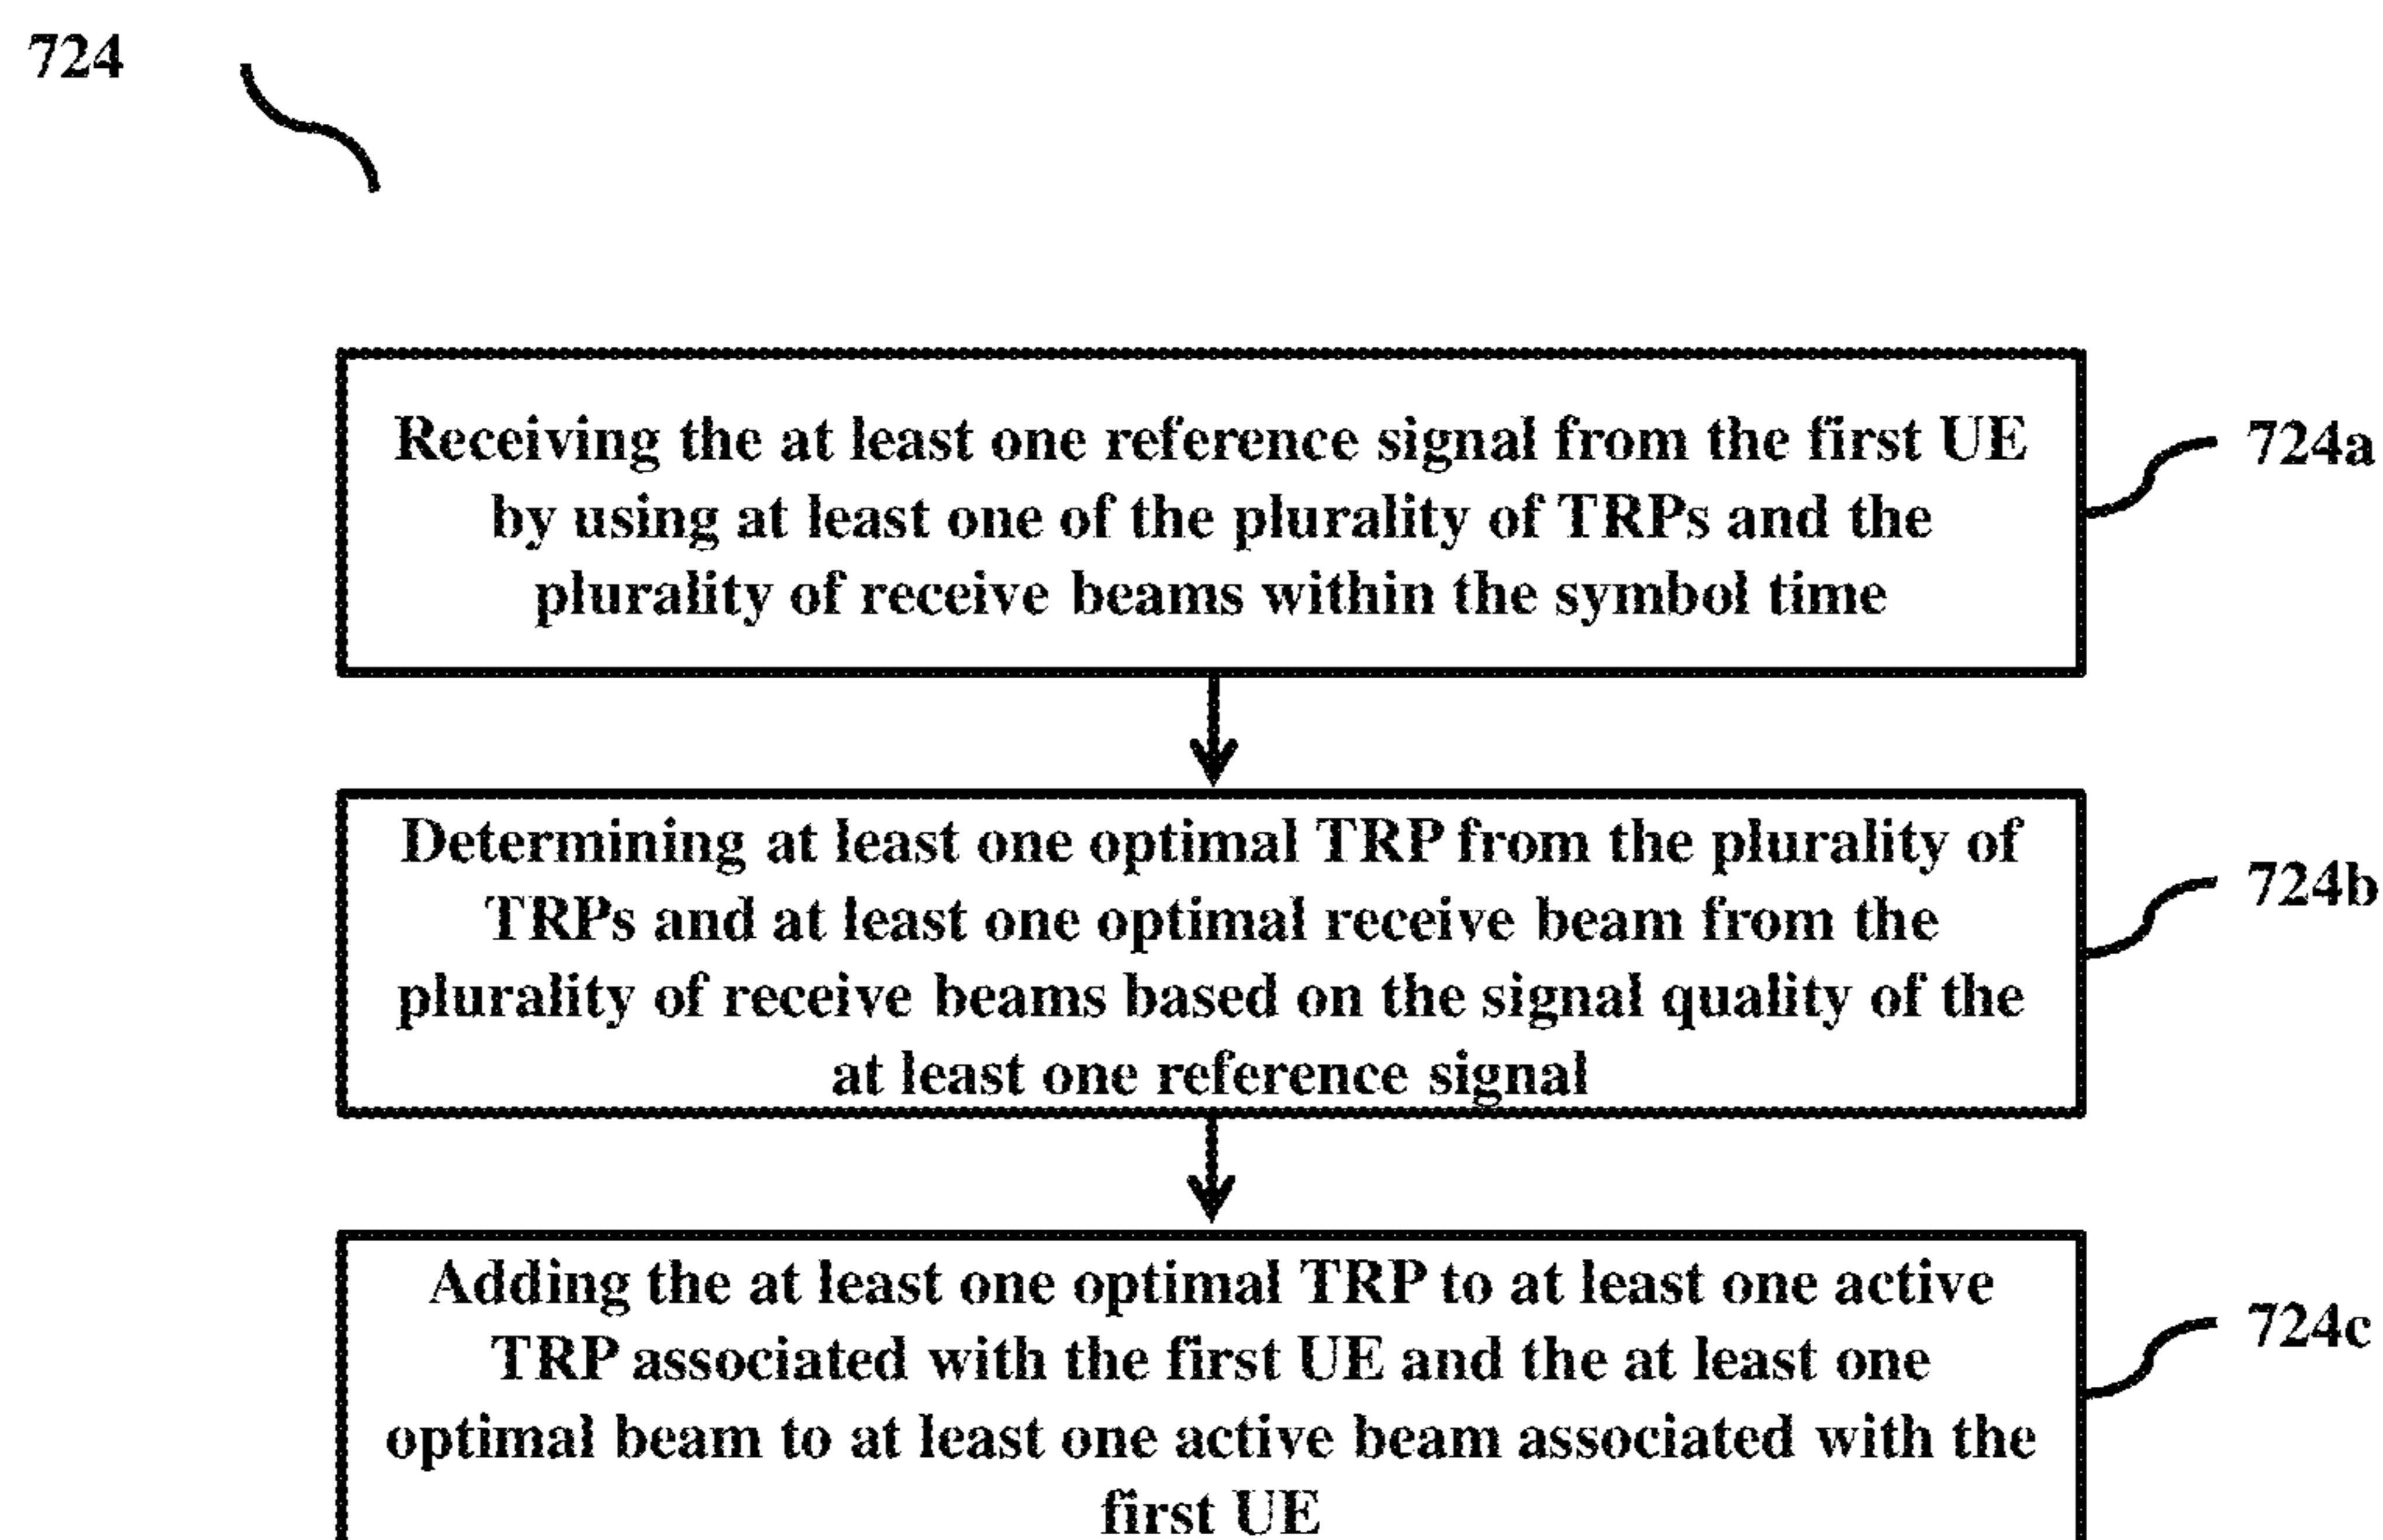 724
Receiving the at least one reference signal from the first UE
by using at least one of the plurality of TRPs and the
plurality of receive beams within the symbol time
724a
Determining at least one optimal TRP from the plurality of
TRPs and at least one optimal receive beam from the
plurality of receive beams based on the signal quality of the
at least one reference signal
724b
Adding the at least one optimal TRP to at least one active
TRP associated with the first UE and the at least one
optimal beam to at least one active beam associated with the
first UE
724c